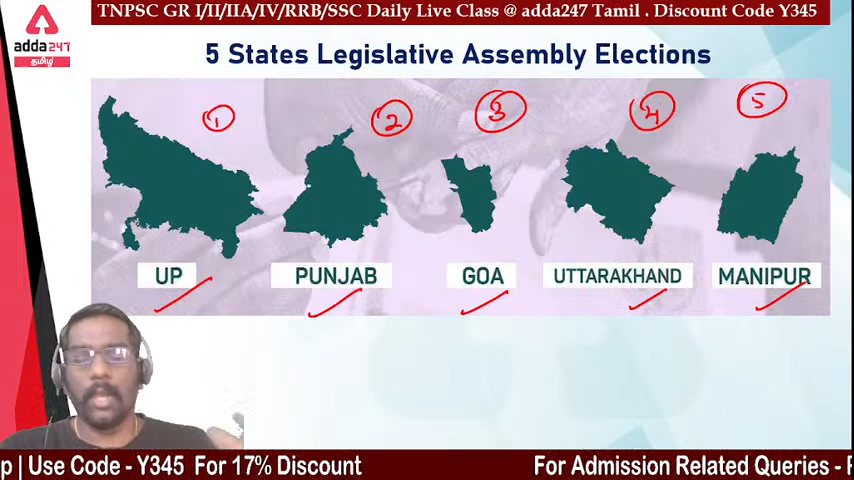 TNPSC GR I/II/IIA/IV/RRB/SSC Daily Live Class @ adda247 Tamil . Discount Code Y345
adda247
தமிழ்
5 States Legislative Assembly Elections
1 2 3 4 5
UP PUNJAB GOA UTTARAKHAND MANIPUR
p | Use Code - Y345 For 17% Discount For Admission Related Queries -